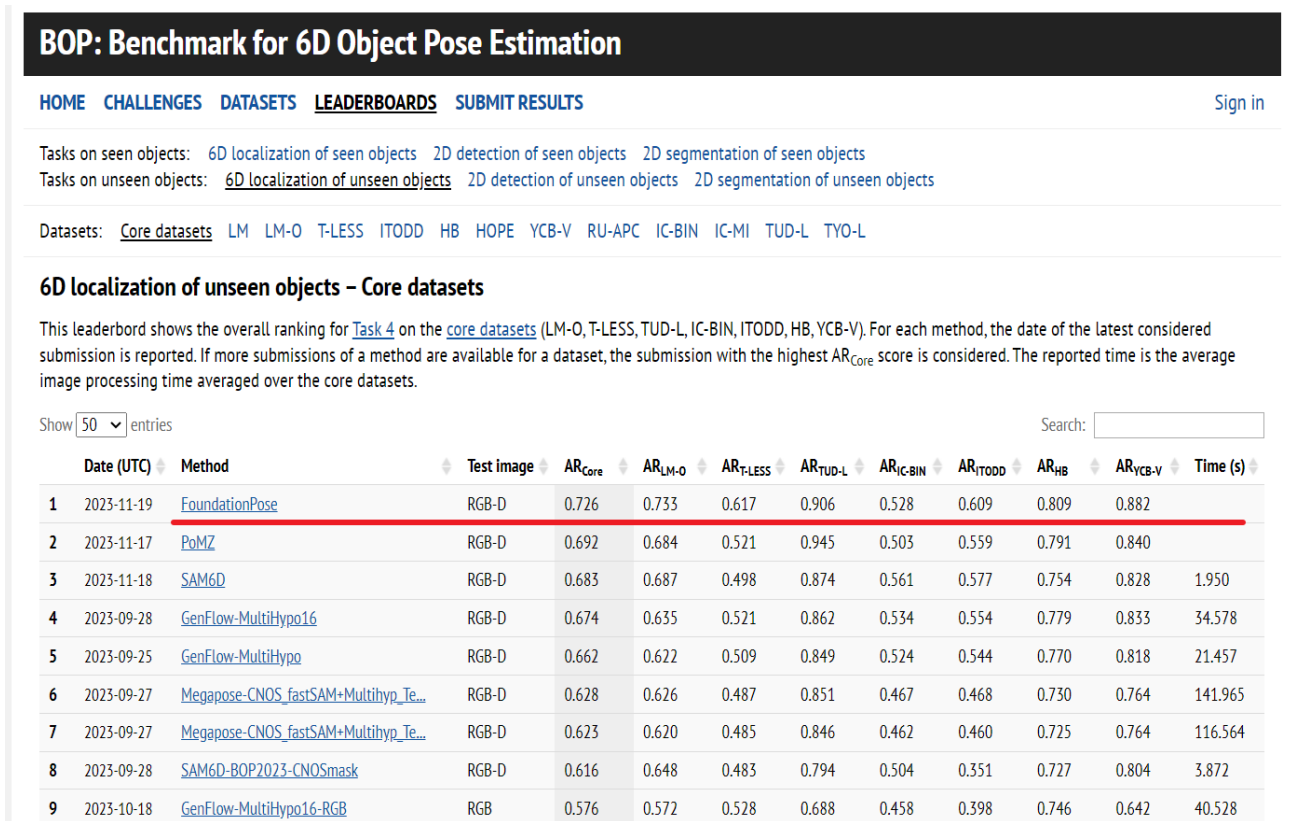 BOP: Benchmark for 6D Object Pose Estimation
HOME CHALLENGES DATASETS LEADERBOARDS SUBMIT RESULTS Sign in
Tasks on seen objects: 6D localization of seen objects 2D detection of seen objects 2D segmentation of seen objects
Tasks on unseen objects: 6D localization of unseen objects 2D detection of unseen objects 2D segmentation of unseen objects
Datasets: Core datasets LM LM-O T-LESS ITODD HB HOPE YCB-V RU-APC IC-BIN IC-MI TUD-L TYO-L
6D localization of unseen objects – Core datasets
This leaderbord shows the overall ranking for Task 4 on the core datasets (LM-O, T-LESS, TUD-L, IC-BIN, ITODD, HB, YCB-V). For each method, the date of the latest considered
submission is reported. If more submissions of a method are available for a dataset, the submission with the highest ARCore score is considered. The reported time is the average
image processing time averaged over the core datasets.
Show 50 entries Search:
Date (UTC) Method Test image ARCore ARLM-O ART-LESS ARTUD-L ARIC-BIN ARITODD ARHB ARYCB-V Time (s)
1 2023-11-19 FoundationPose RGB-D 0.726 0.733 0.617 0.906 0.528 0.609 0.809 0.882
2 2023-11-17 PoMZ RGB-D 0.692 0.684 0.521 0.945 0.503 0.559 0.791 0.840
3 2023-11-18 SAM6D RGB-D 0.683 0.687 0.498 0.874 0.561 0.577 0.754 0.828 1.950
4 2023-09-28 GenFlow-MultiHypo16 RGB-D 0.674 0.635 0.521 0.862 0.534 0.554 0.779 0.833 34.578
5 2023-09-25 GenFlow-MultiHypo RGB-D 0.662 0.622 0.509 0.849 0.524 0.544 0.770 0.818 21.457
6 2023-09-27 Megapose-CNOS_fastSAM+Multihyp_Te... RGB-D 0.628 0.626 0.487 0.851 0.467 0.468 0.730 0.764 141.965
7 2023-09-27 Megapose-CNOS_fastSAM+Multihyp_Te... RGB-D 0.623 0.620 0.485 0.846 0.462 0.460 0.725 0.764 116.564
8 2023-09-28 SAM6D-BOP2023-CNOSmask RGB-D 0.616 0.648 0.483 0.794 0.504 0.351 0.727 0.804 3.872
9 2023-10-18 GenFlow-MultiHypo16-RGB RGB 0.576 0.572 0.528 0.688 0.458 0.398 0.746 0.642 40.528